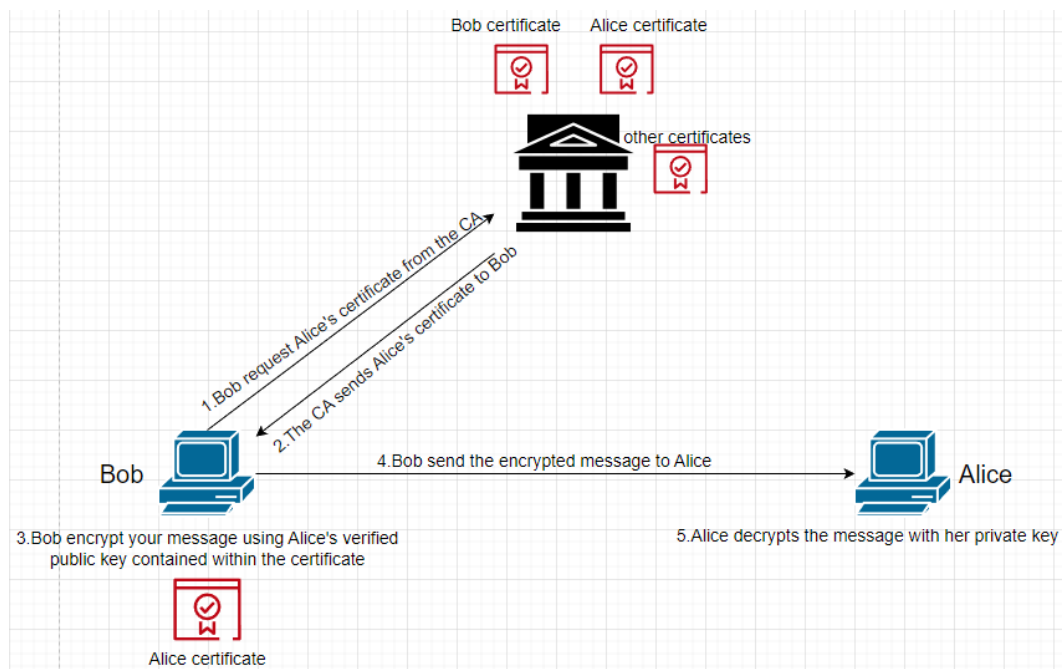 Bob certificate
Alice certificate
other certificates
1.Bob request Alice's certificate from the CA
2.The CA sends Alice's certificate to Bob
Bob
4.Bob send the encrypted message to Alice
Alice
3.Bob encrypt your message using Alice's verified
public key contained within the certificate
5.Alice decrypts the message with her private key
Alice certificate